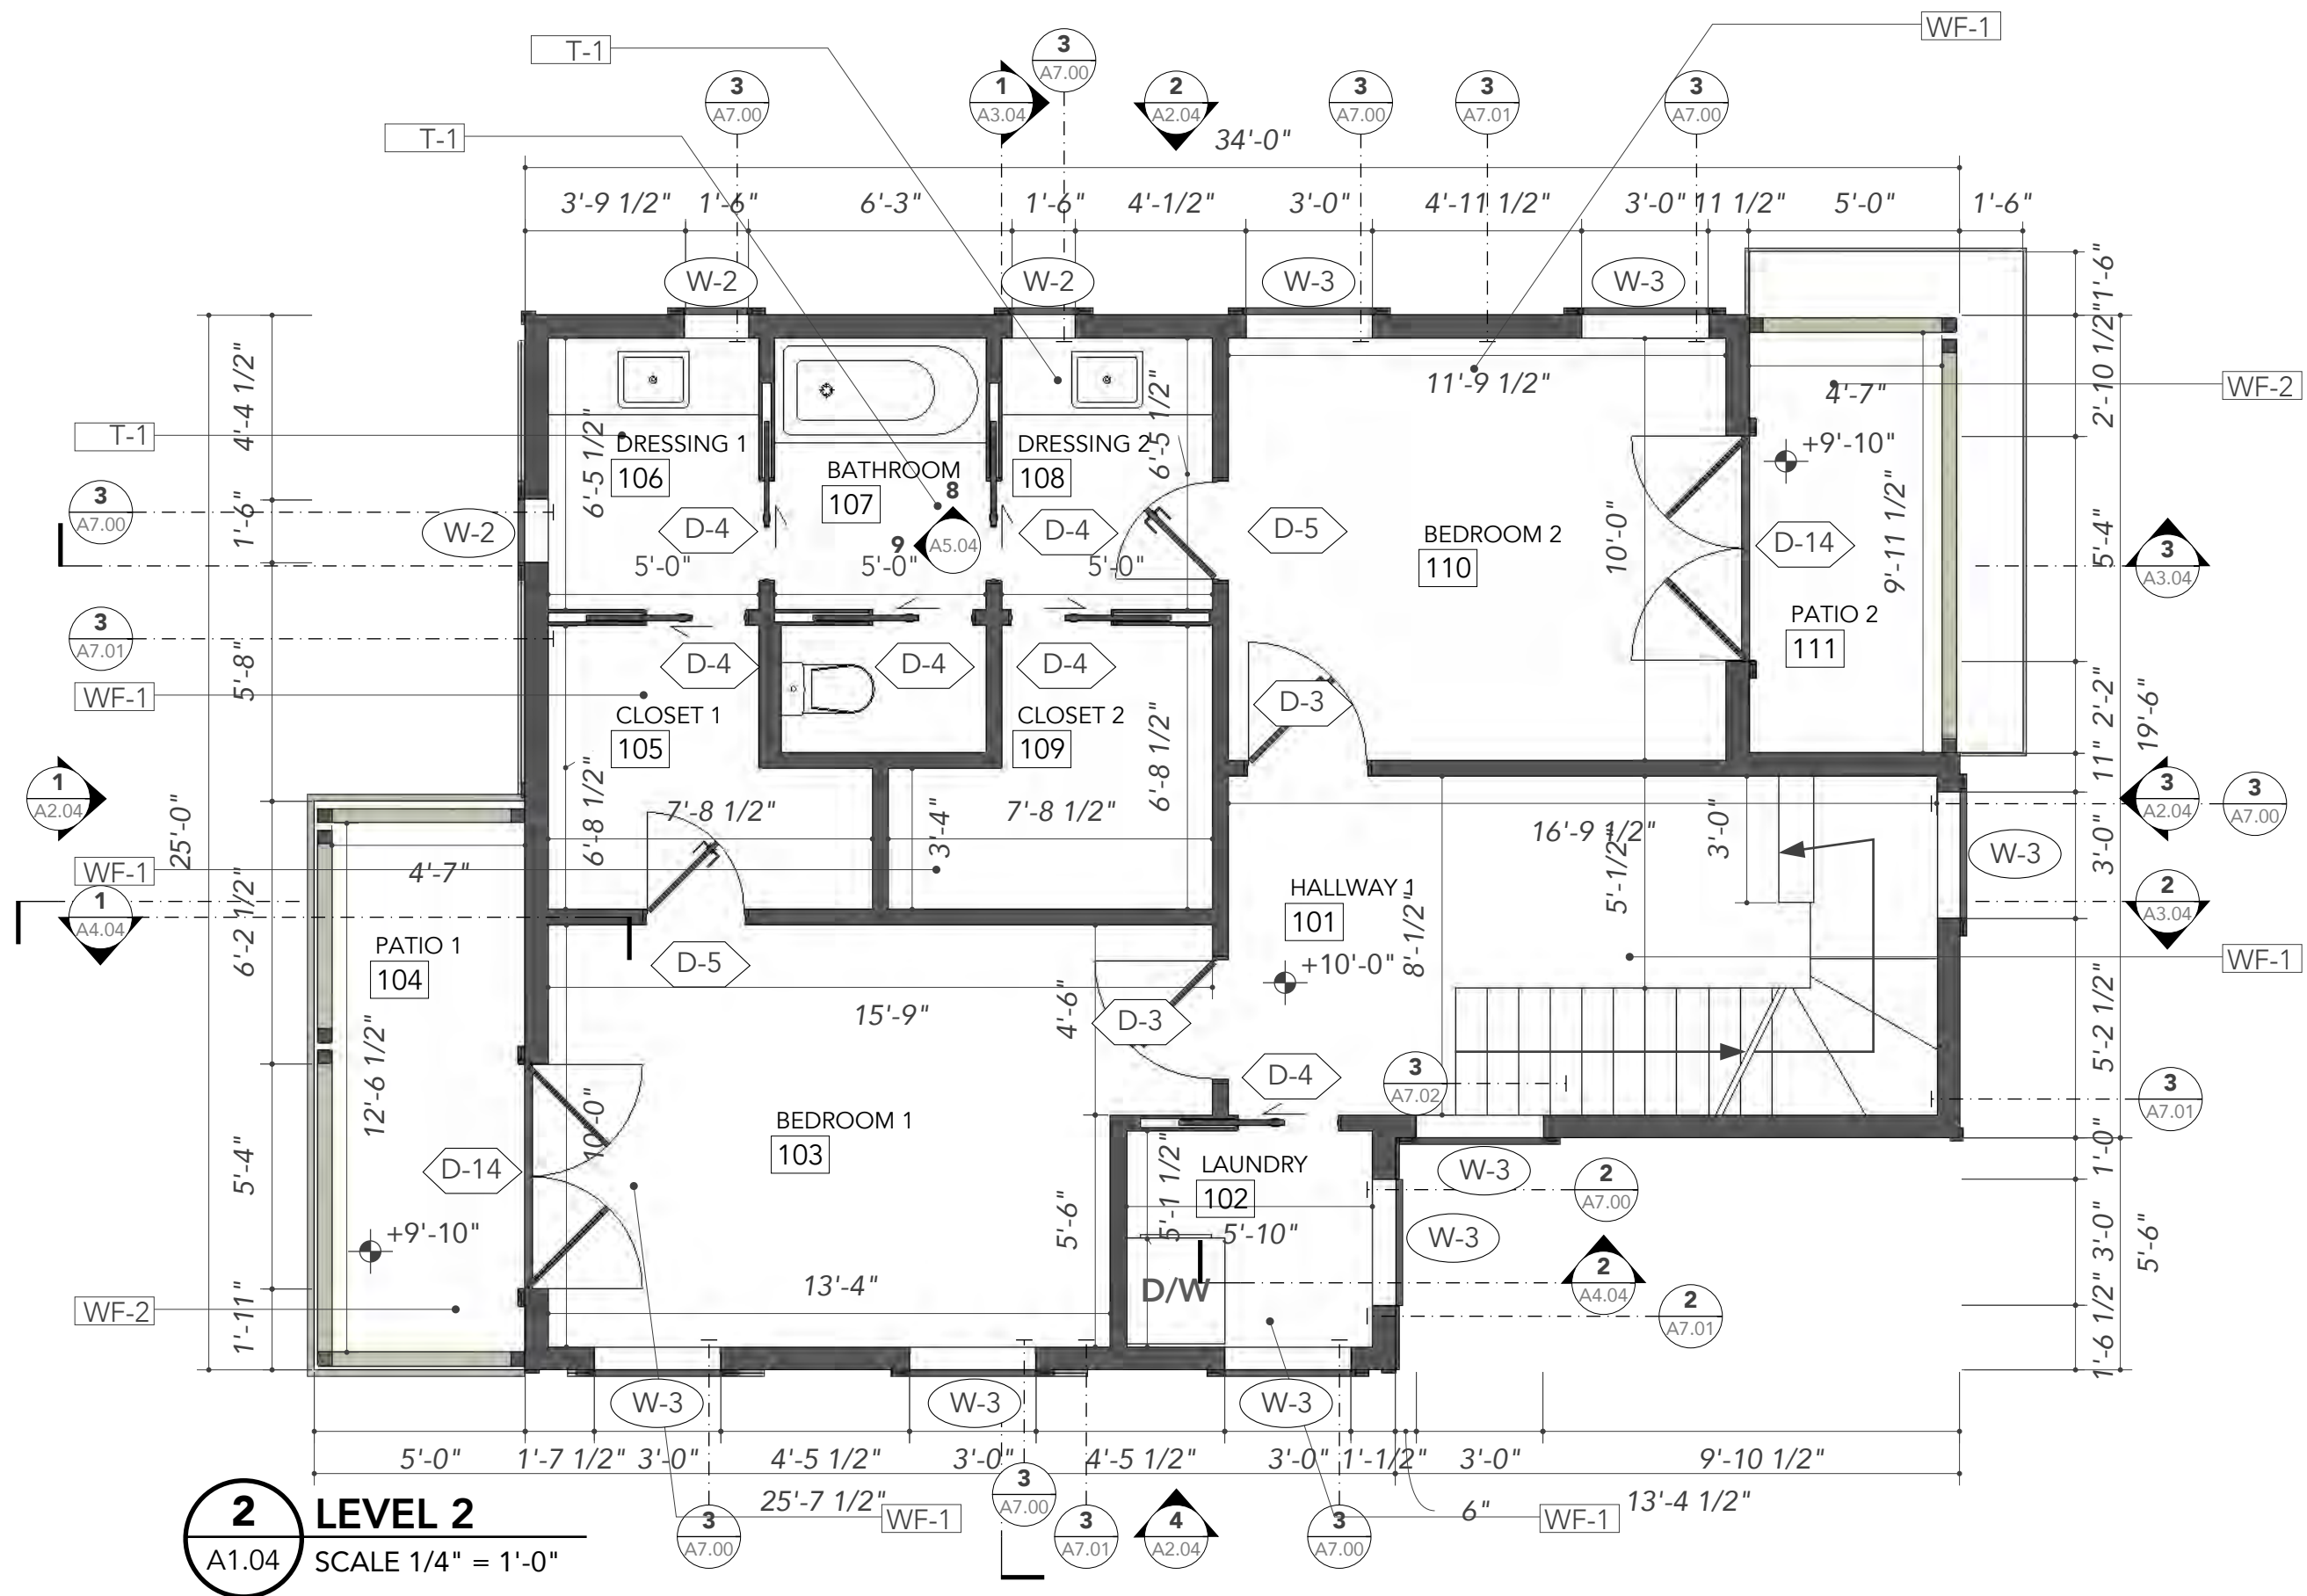 T-1
3
A7.00
WF-1
3
A7.00
1
A3.04
2
A2.04
3
A7.00
3
A7.01
3
A7.00
T-1
34'-0"
3'-9 1/2" 1'-6" 6'-3" 1'-6" 4'-1/2" 3'-0" 4'-11 1/2" 3'-0" 11 1/2" 5'-0" 1'-6"
W-2 W-2 W-3 W-3
1'-6"
2'-10 1/2"
4'-4 1/2"
11'-9 1/2"
4'-7"
WF-2
T-1
DRESSING 1
106
6'-5 1/2"
BATHROOM
107
DRESSING 2
108
6'-5 1/2"
+9'-10"
3
A7.00
1'-6"
W-2
D-4
8
9
A5.04
D-4
D-5
BEDROOM 2
110
10'-0"
D-14
9'-11 1/2"
5'-4"
3
A3.04
5'-0" 5'-0" 5'-0"
3
A7.01
5'-8"
PATIO 2
111
D-4 D-4 D-4
WF-1
D-3
CLOSET 1
105
CLOSET 2
109
6'-8 1/2"
2'-2"
19'-6"
11"
1
A2.04
25'-0"
6'-8 1/2"
7'-8 1/2"
3'-4"
7'-8 1/2"
16'-9 1/2"
3'-0"
5'-1/2"
3
A2.04
3
A7.00
W-3
3'-0"
WF-1
4'-7"
1
A4.04
6'-2 1/2"
HALLWAY 1
101
+10'-0"
8'-1/2"
2
A3.04
PATIO 1
104
D-5
WF-1
15'-9"
4'-6"
D-3
12'-6 1/2"
D-4
3
A7.02
5'-2 1/2"
3
A7.01
10'-0"
BEDROOM 1
103
5'-4"
D-14
LAUNDRY
102
5'-1 1/2"
5'-10"
W-3
2
A7.00
1'-0"
W-3
+9'-10"
5'-6"
3'-0"
5'-6"
D/W
2
A4.04
13'-4"
WF-2
1'-11"
2
A7.01
1'-6 1/2"
W-3 W-3 W-3
5'-0" 1'-7 1/2" 3'-0" 4'-5 1/2" 3'-0" 4'-5 1/2" 3'-0" 1'-1/2" 3'-0" 9'-10 1/2"
25'-7 1/2" 6" 13'-4 1/2"
WF-1 WF-1
3
A7.00
3
A7.00
3
A7.01
4
A2.04
3
A7.00
2
A1.04
LEVEL 2
SCALE 1/4" = 1'-0"